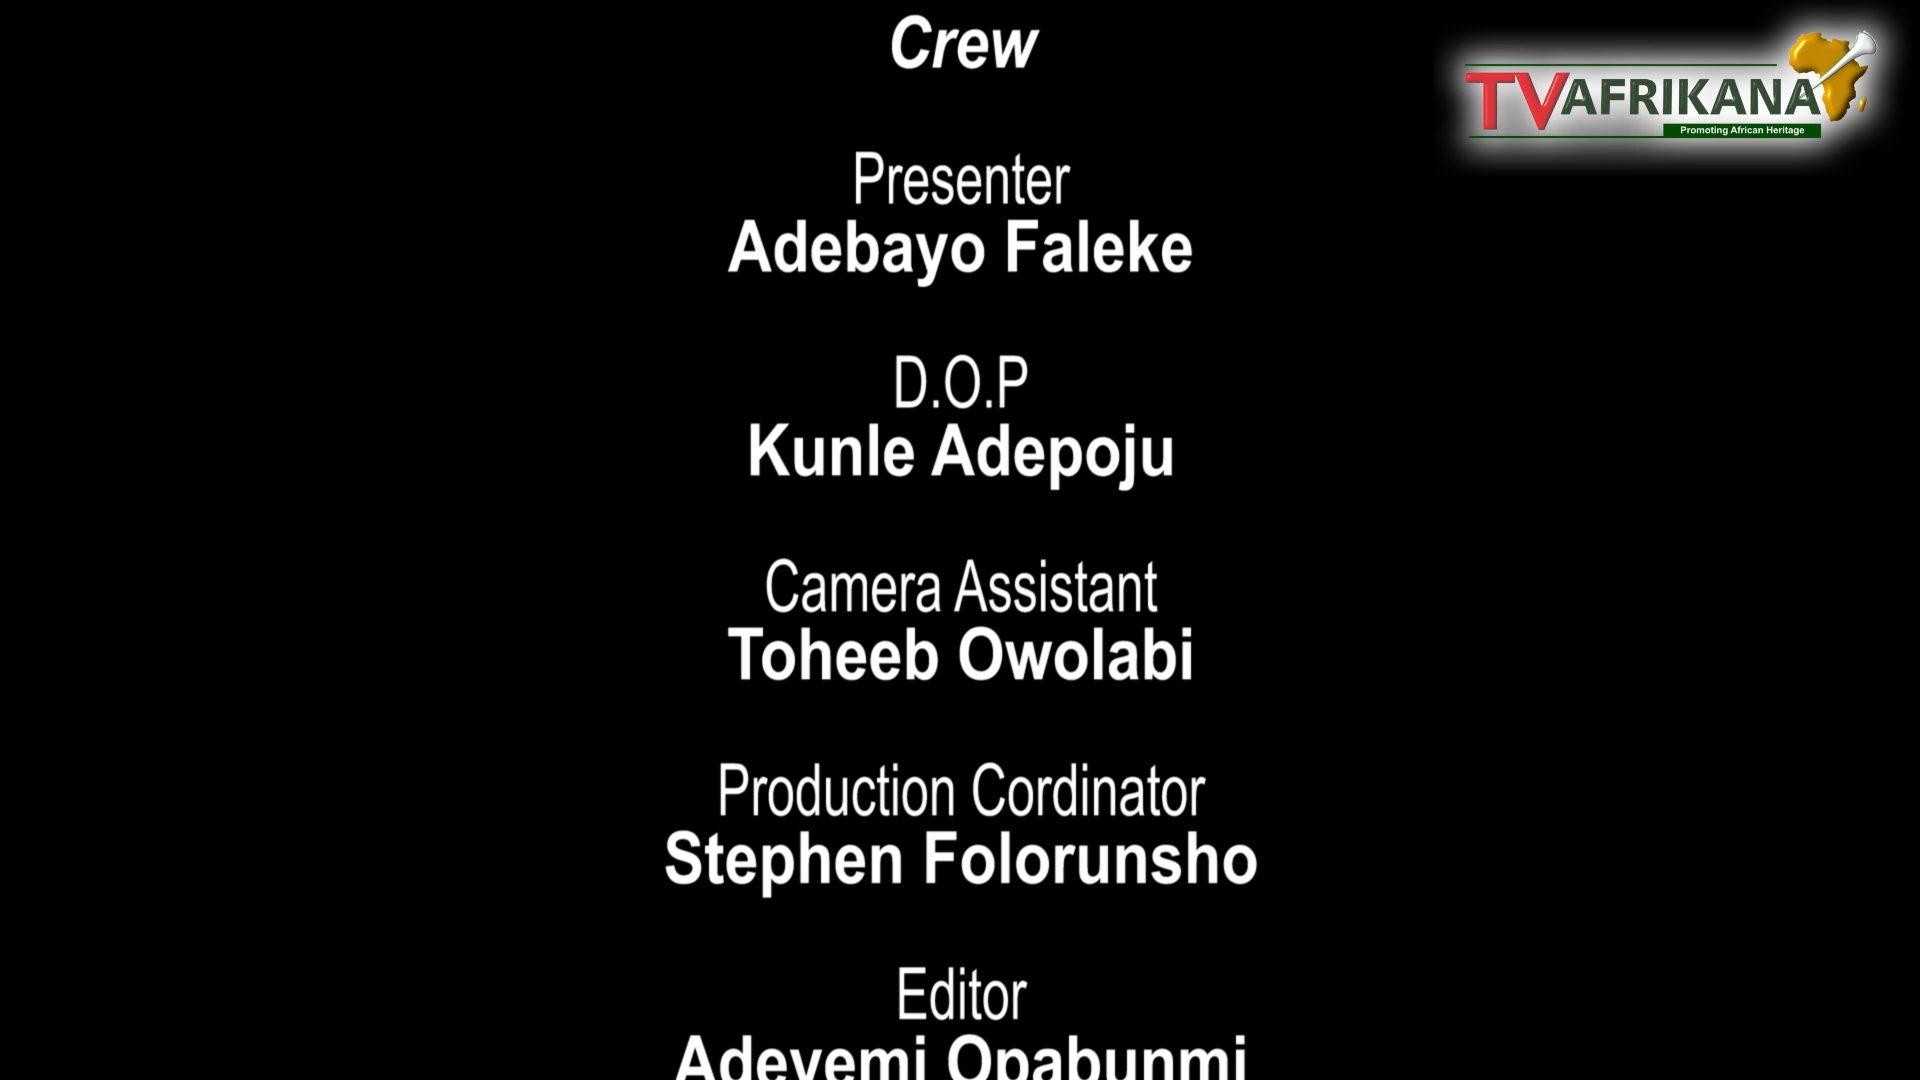 Crew
TVAFRIKANA
Promoting African Heritage
Presenter
Adebayo Faleke
D.O.P
Kunle Adepoju
Camera Assistant
Toheeb Owolabi
Production Cordinator
Stephen Folorunsho
Editor
Adeyemi Opabunmi